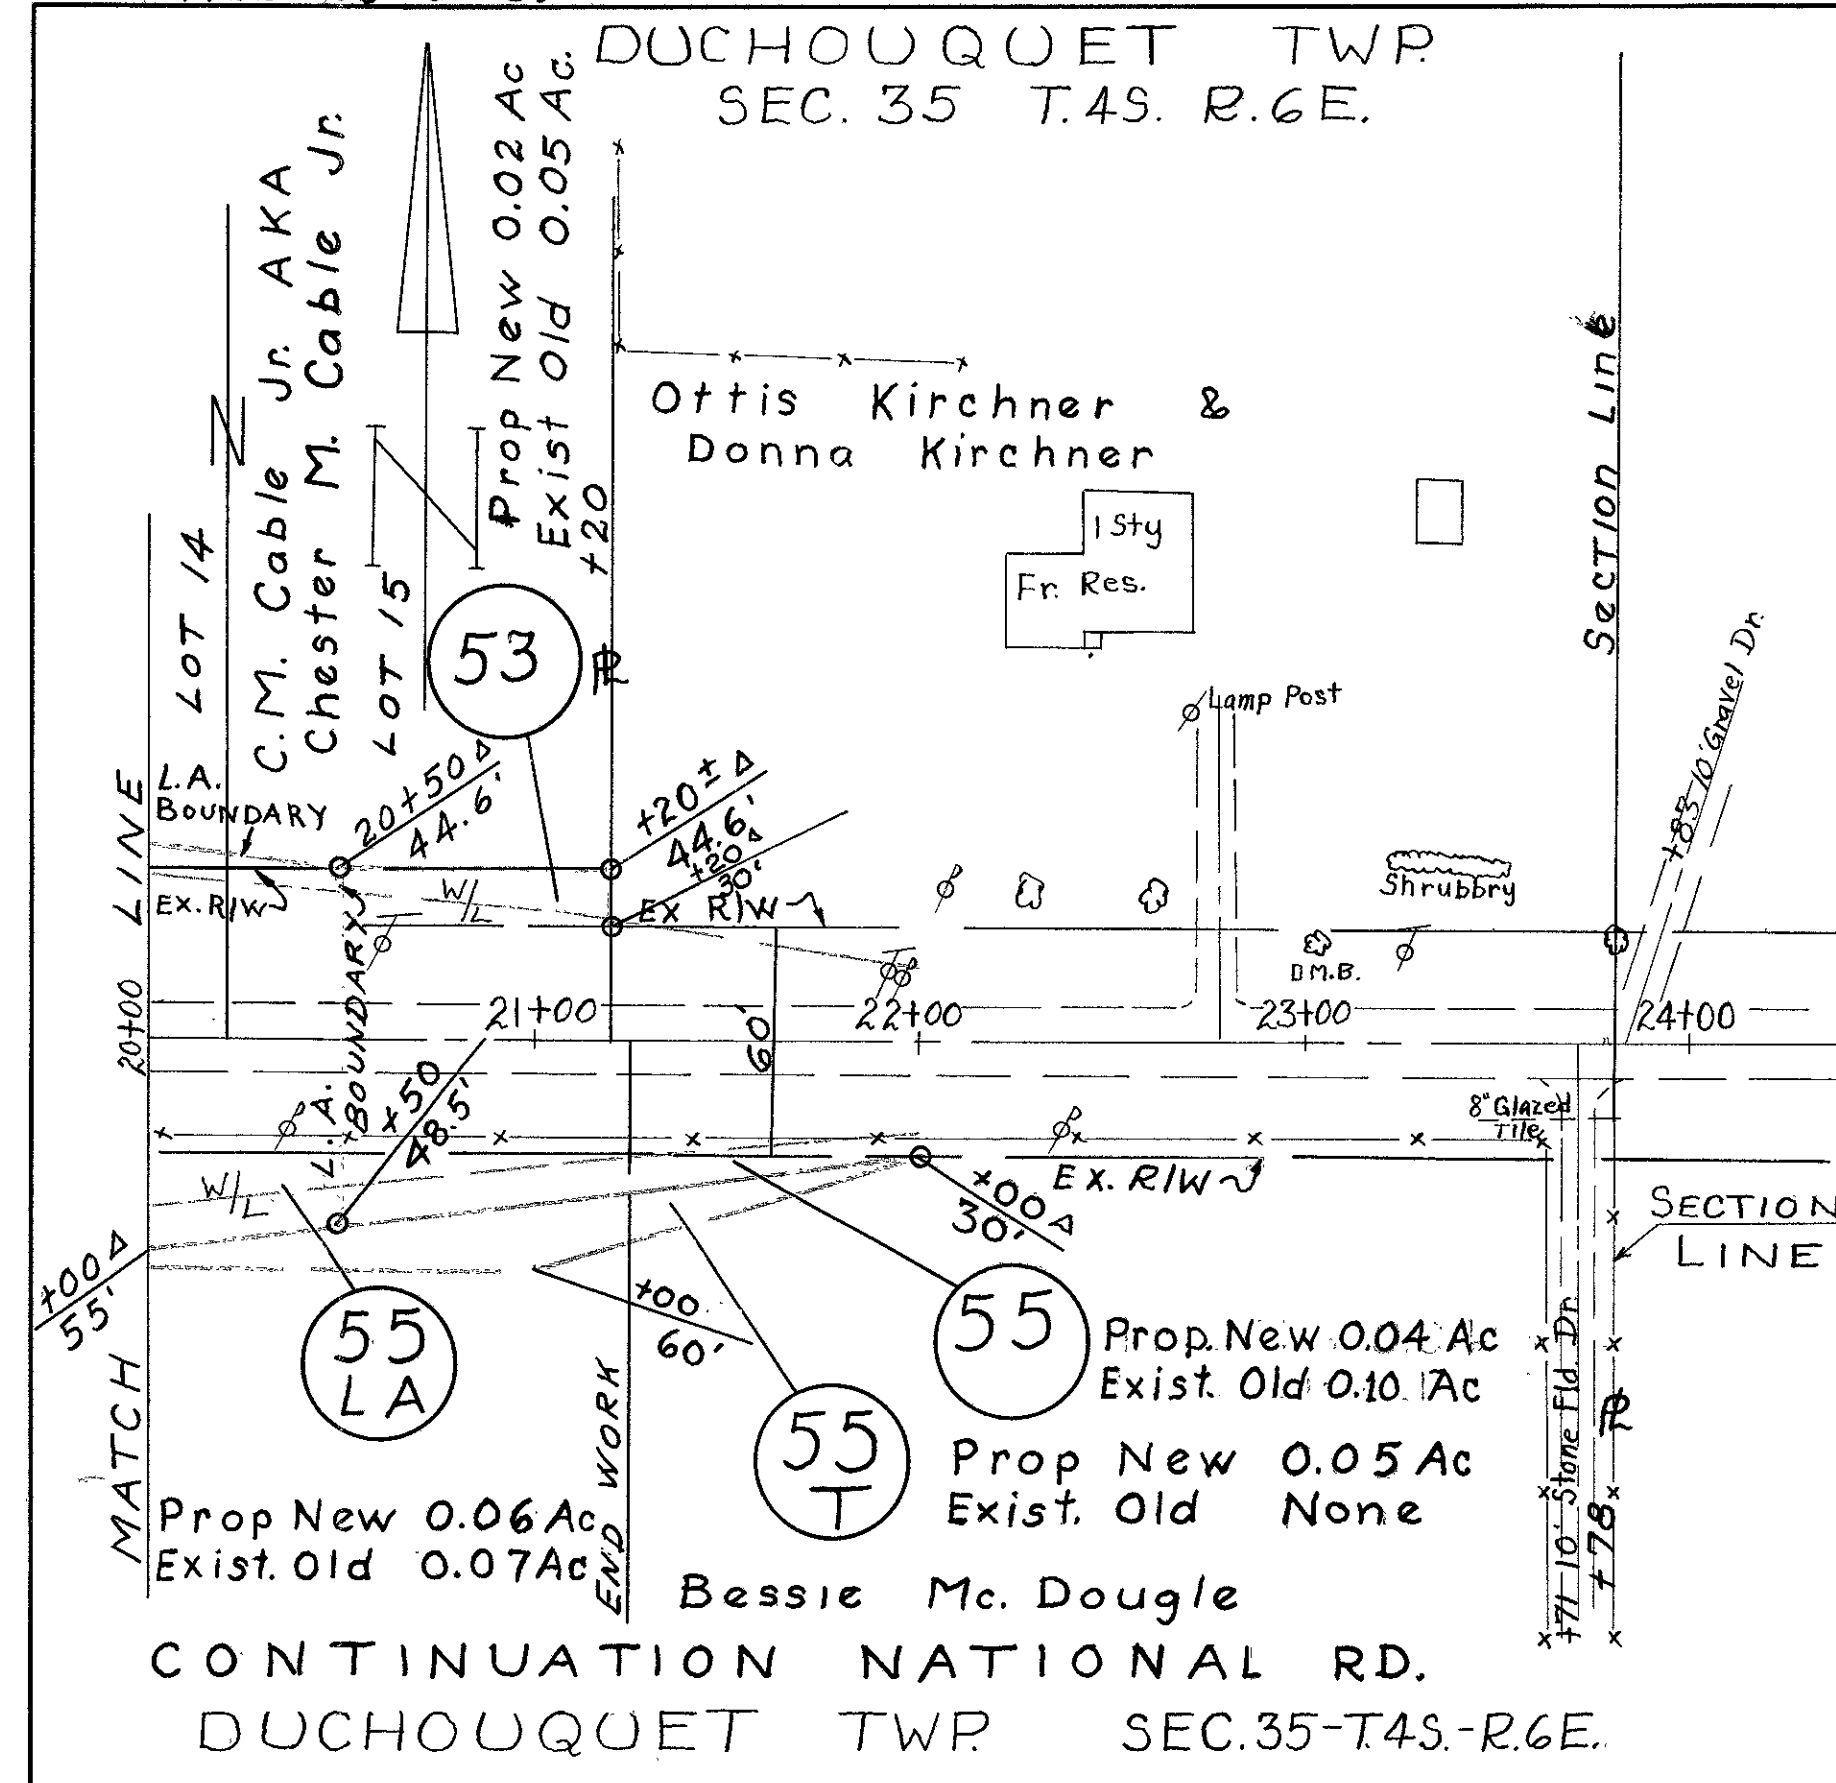 DUCHOUQUET TWP.
SEC. 35 T.4S. R.6E.
Prop New 0.02 Ac
Exist Old 0.05 Ac.
+20
C.M. Cable Jr. AKA
Chester M. Cable Jr.
LOT 14
LOT 15
N
53
Ottis Kirchner &
Donna Kirchner
1 Sty
Fr. Res.
Section Line
Lamp Post
+85-10' Gravel Dr.
L.A.
BOUNDARY
20+50
44.6'
+20±
44.6'
+20
30'
EX. R/W
W/L
EX R/W
Shrubbry
M.B.
L.A. BOUNDARY
20+00
21+00
22+00
23+00
24+00
60'
+50
48.5'
8" Glazed
Tile
W/L
+00
30'
EX. R/W
SECTION
LINE
+00
55'
+00
60'
55
LA
55
Prop. New 0.04 Ac
Exist. Old 0.10 Ac
55
T
Prop New 0.05 Ac
Exist. Old None
Prop New 0.06 Ac
Exist. Old 0.07 Ac
MATCH LINE
END WORK
+71 10' Stone Fld. Dr.
PL
+78
Bessie Mc. Dougle
CONTINUATION NATIONAL RD.
DUCHOUQUET TWP. SEC.35-T.4S.-R.6E.